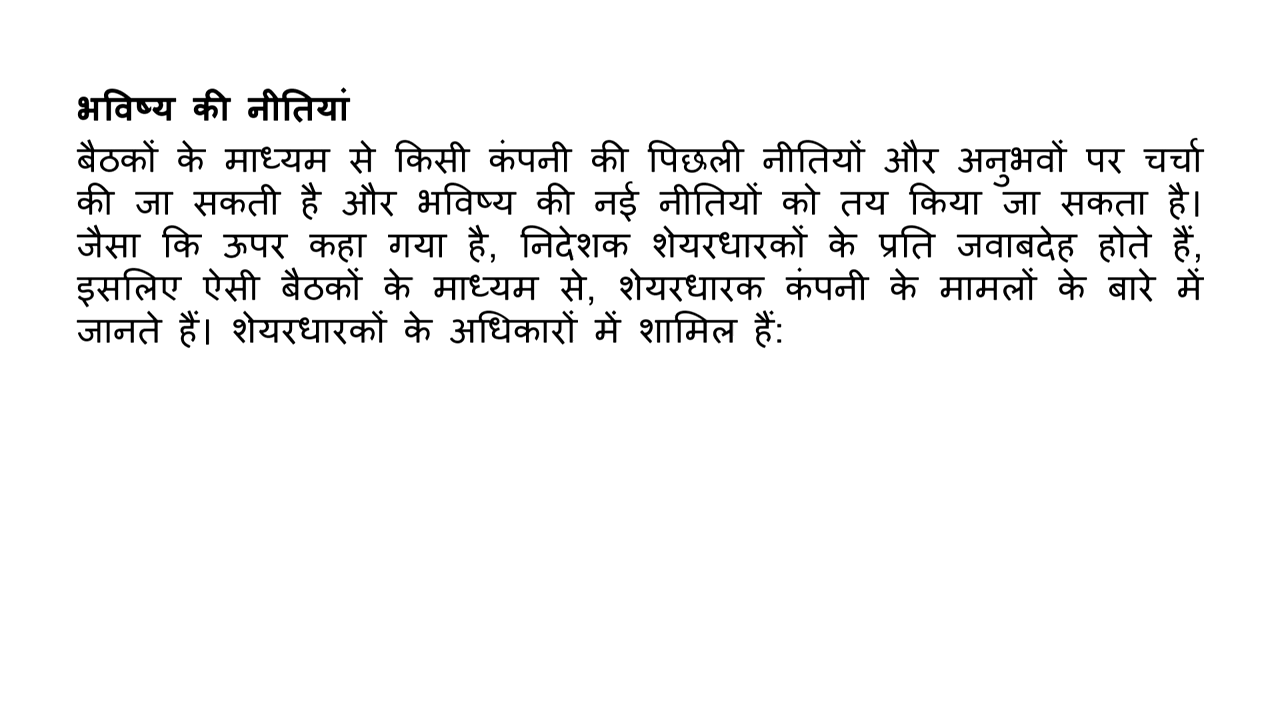 भविष्य की नीतियां
बैठकों के माध्यम से किसी कंपनी की पिछली नीतियों और अनुभवों पर चर्चा
की जा सकती है और भविष्य की नई नीतियों को तय किया जा सकता है।
जैसा कि ऊपर कहा गया है, निदेशक शेयरधारकों के प्रति जवाबदेह होते हैं,
इसलिए ऐसी बैठकों के माध्यम से, शेयरधारक कंपनी के मामलों के बारे में
जानते हैं। शेयरधारकों के अधिकारों में शामिल हैं: